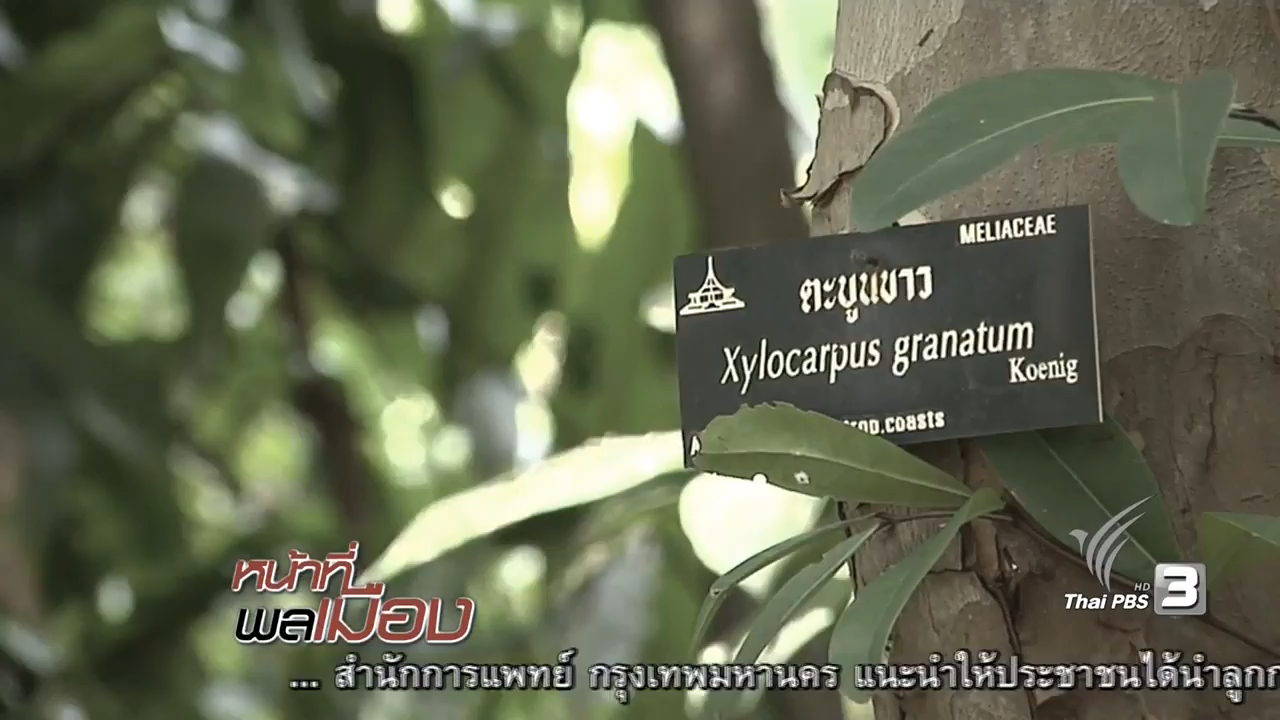 MELIACEAE
ตะบูนขาว
Xylocarpus granatum
Koenig
trop.coasts
หน้าที่
พลเมือง
HD
Thai PBS 3
... สำนักการแพทย์ กรุงเทพมหานคร แนะนำให้ประชาชนได้นำลูก